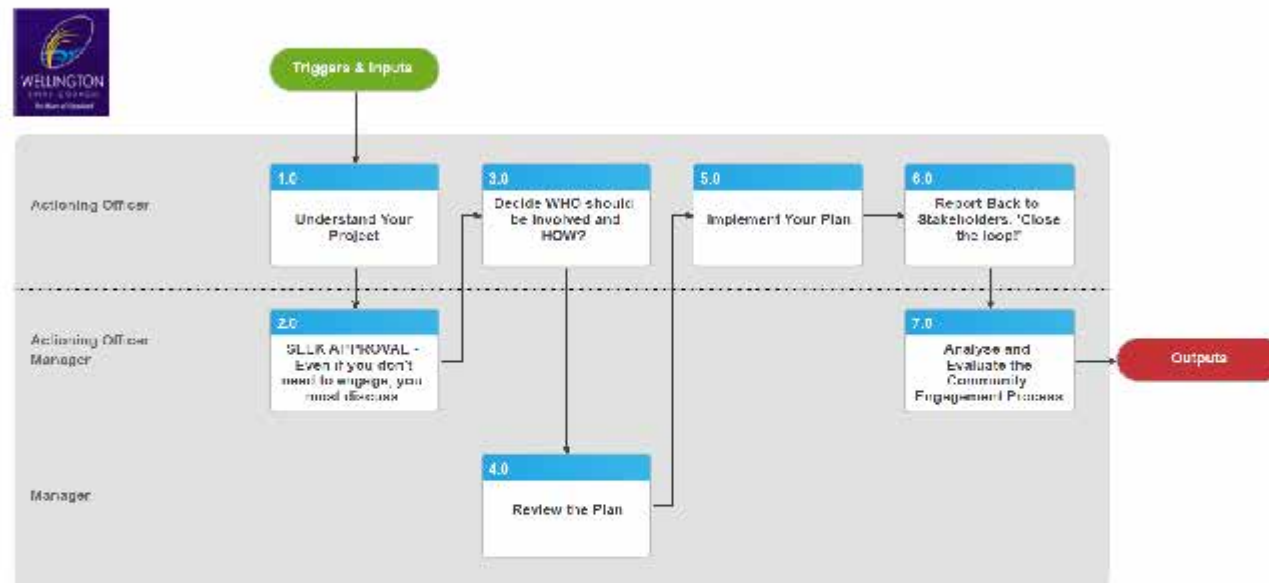 WELLINGTON
SHIRE COUNCIL
Triggers & Inputs
Actioning Officer
1.0
Understand Your
Project
3.0
Decide WHO should
be Involved and
HOW?
5.0
Implement Your Plan
6.0
Report Back to
Stakeholders. 'Close
the loop!'
Actioning Officer
Manager
2.0
SEEK APPROVAL -
Even if you don't
need to engage, you
must discuss
7.0
Analyse and
Evaluate the
Community
Engagement Process
Outputs
Manager
4.0
Review the Plan